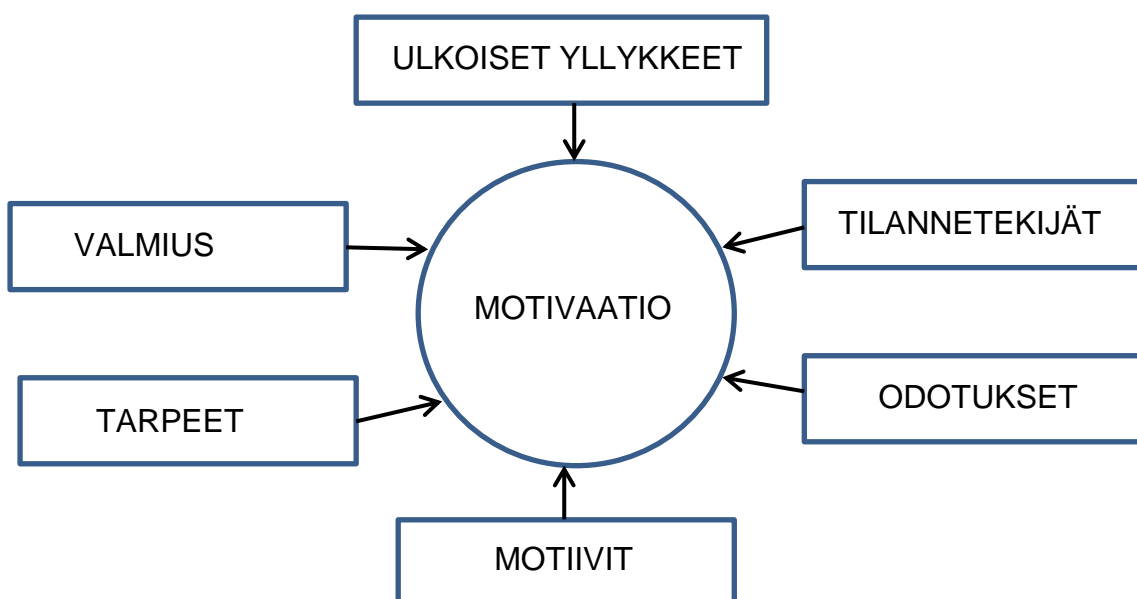 ULKOISET YLLYKKEET
TILANNETEKIJÄT
VALMIUS
MOTIVAATIO
ODOTUKSET
TARPEET
MOTIIVIT